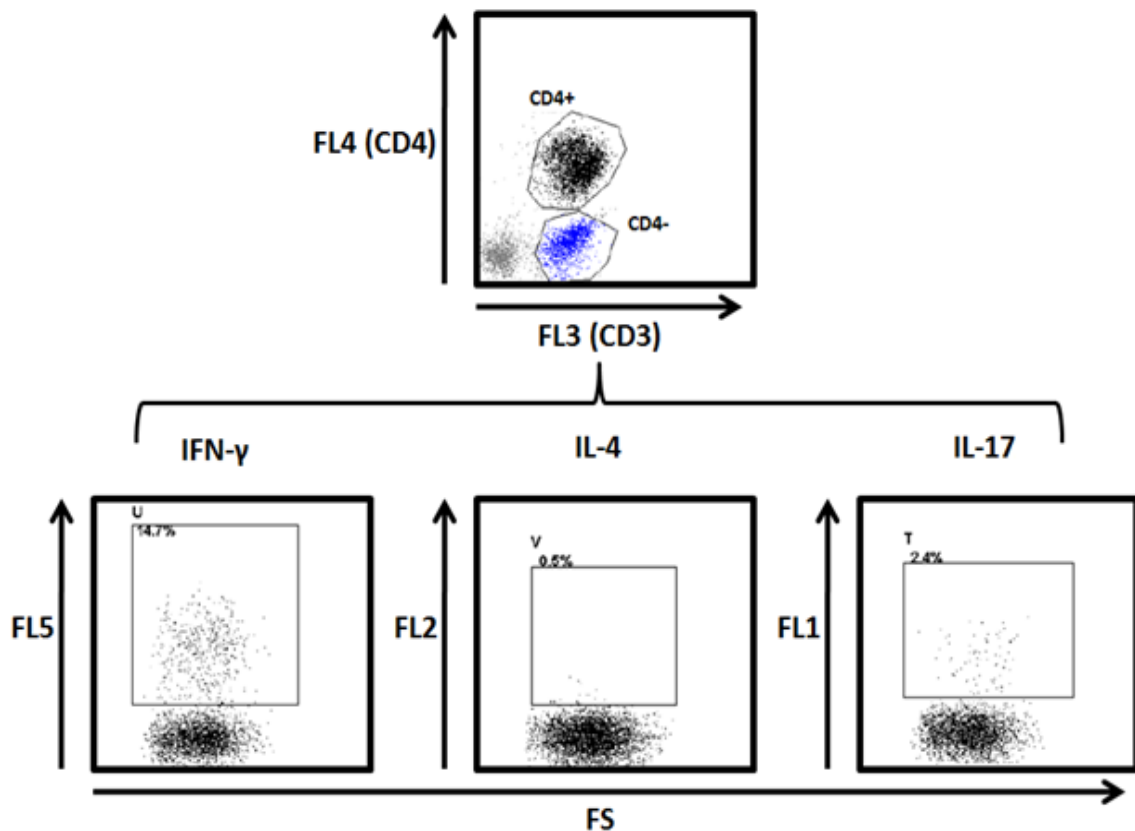 CD4+
FL4 (CD4)
CD4-
FL3 (CD3)
IFN-γ
IL-4
IL-17
U
14.7%
V
0.5%
T
2.4%
FL5
FL2
FL1
FS